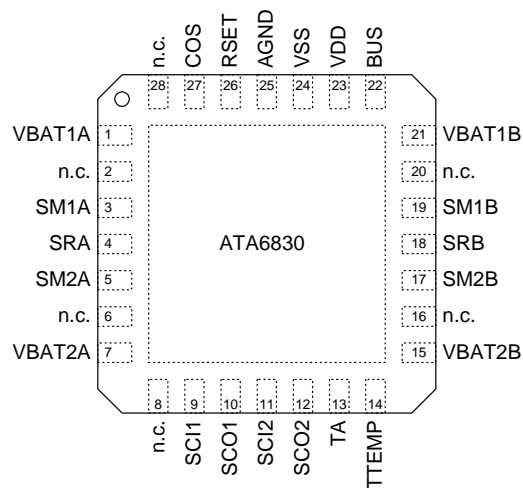 n.c. COS RSET AGND VSS VDD BUS
28 27 26 25 24 23 22
VBAT1A 1 21 VBAT1B
n.c. 2 20 n.c.
SM1A 3 19 SM1B
SRA 4 ATA6830 18 SRB
SM2A 5 17 SM2B
n.c. 6 16 n.c.
VBAT2A 7 15 VBAT2B
8 9 10 11 12 13 14
n.c. SCI1 SCO1 SCI2 SCO2 TA TTEMP